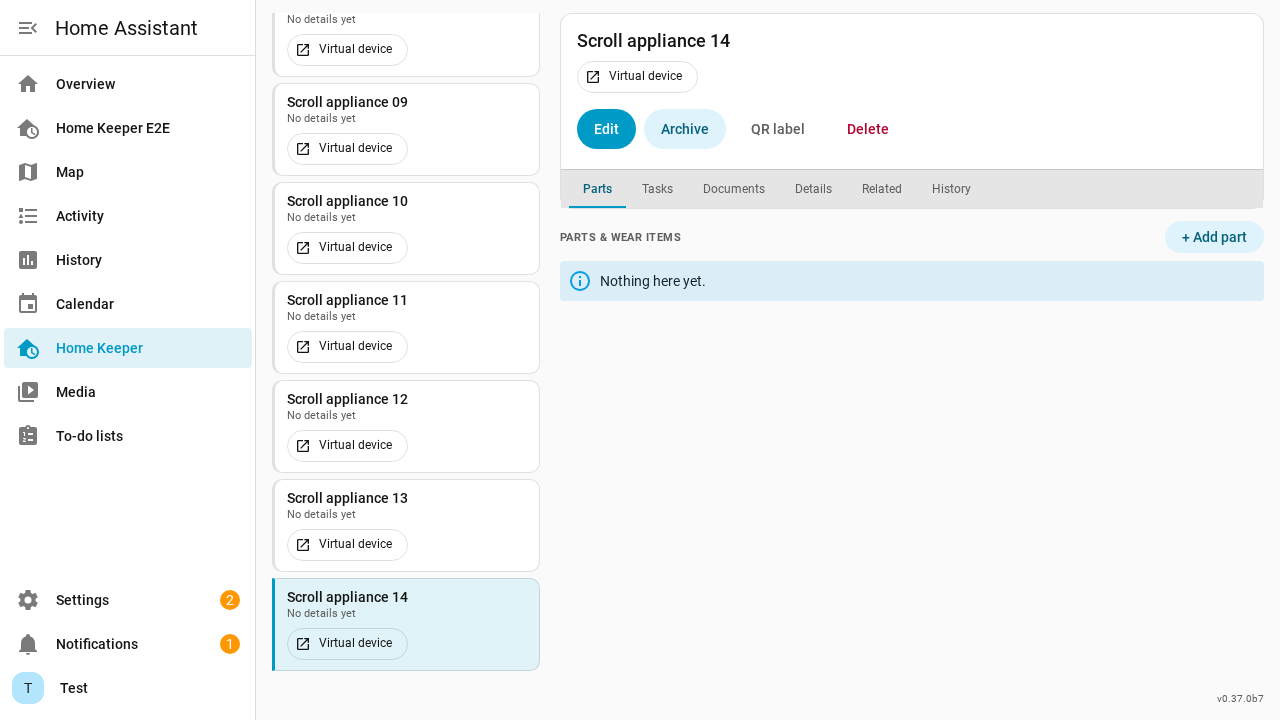 Home Assistant
Overview
Home Keeper E2E
Map
Activity
History
Calendar
Home Keeper
Media
To-do lists
Settings
2
Notifications
1
T
Test
No details yet
Virtual device
Scroll appliance 09
No details yet
Virtual device
Scroll appliance 10
No details yet
Virtual device
Scroll appliance 11
No details yet
Virtual device
Scroll appliance 12
No details yet
Virtual device
Scroll appliance 13
No details yet
Virtual device
Scroll appliance 14
No details yet
Virtual device
Scroll appliance 14
Virtual device
Edit Archive QR label Delete
Parts Tasks Documents Details Related History
PARTS & WEAR ITEMS
+ Add part
Nothing here yet.
v0.37.0b7